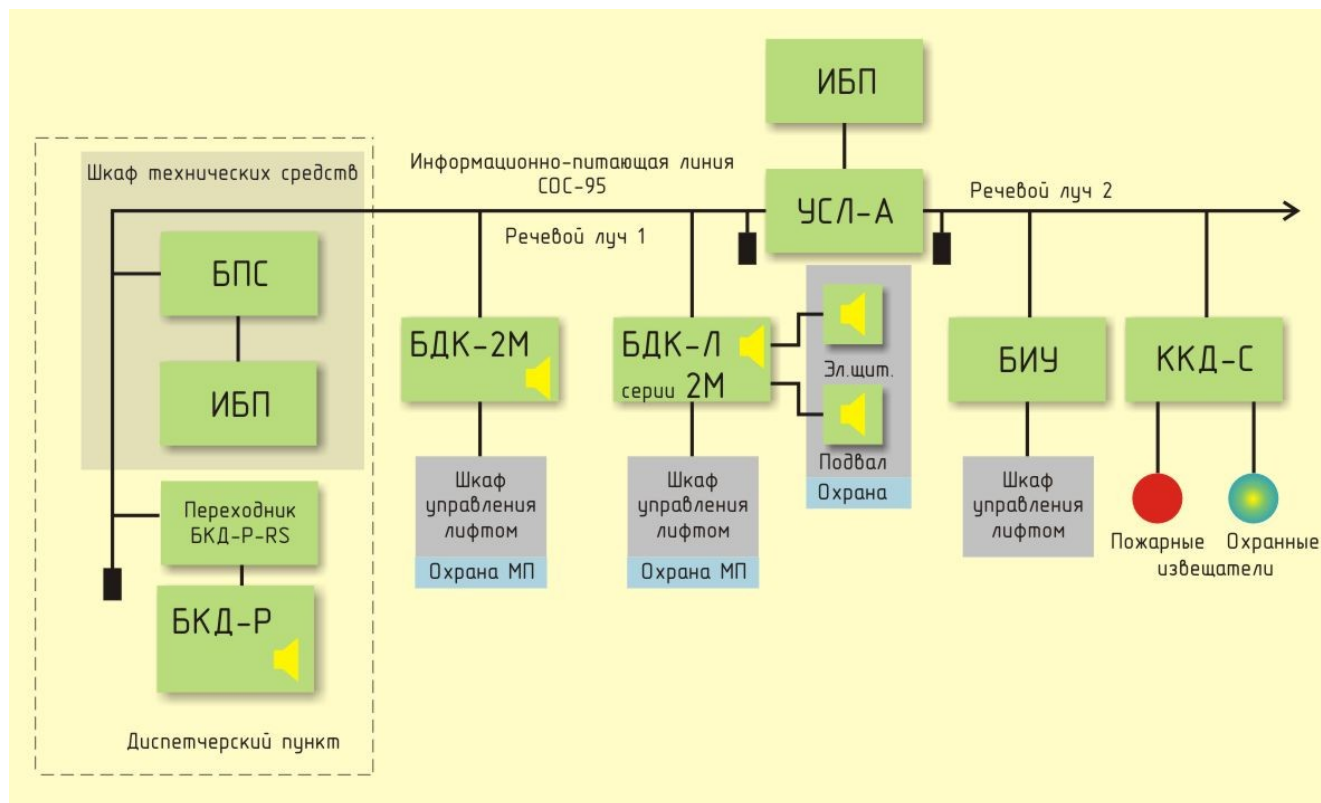 ИБП
Шкаф технических средств
Информационно-питающая линия
СОС-95
УСЛ-А
Речевой луч 2
Речевой луч 1
БПС
БДК-2М
БДК-Л
серии 2М
Эл.щит.
БИУ
ККД-С
ИБП
Подвал
Охрана
Шкаф
управления
лифтом
Шкаф
управления
лифтом
Шкаф
управления
лифтом
Переходник
БКД-Р-RS
Охрана МП
Охрана МП
Пожарные Охранные
извещатели
БКД-Р
Диспетчерский пункт